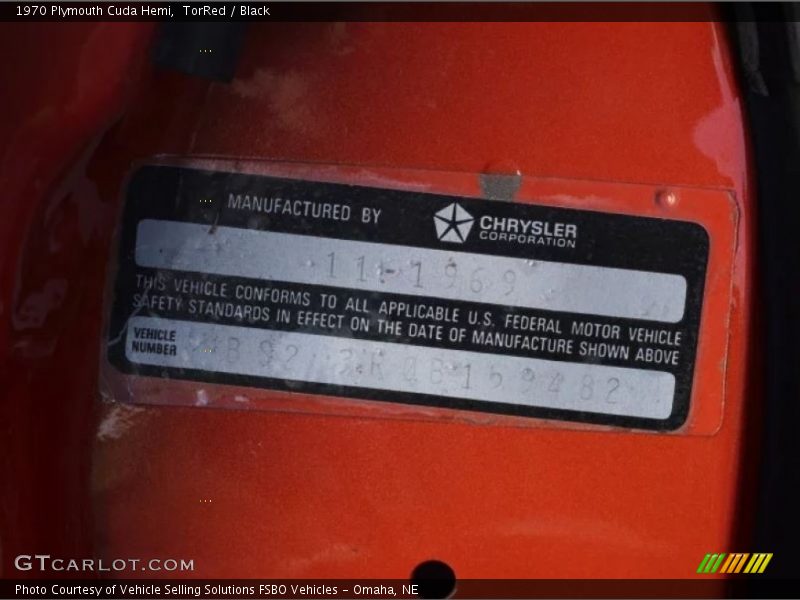 1970 Plymouth Cuda Hemi, TorRed / Black
MANUFACTURED BY
CHRYSLER
CORPORATION
11-1969
THIS VEHICLE CONFORMS TO ALL APPLICABLE U.S. FEDERAL MOTOR VEHICLE
SAFETY STANDARDS IN EFFECT ON THE DATE OF MANUFACTURE SHOWN ABOVE
VEHICLE
NUMBER
GTCARLOT.COM
Photo Courtesy of Vehicle Selling Solutions FSBO Vehicles - Omaha, NE